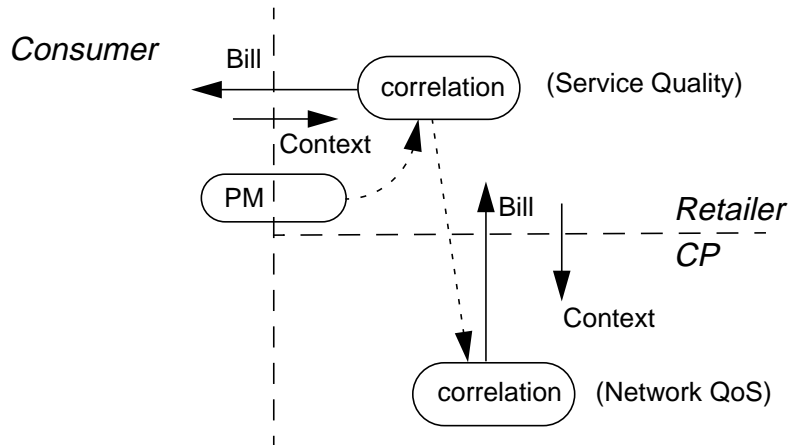 Consumer
Bill
correlation
(Service Quality)
Context
PM
Bill
Retailer
CP
Context
correlation
(Network QoS)